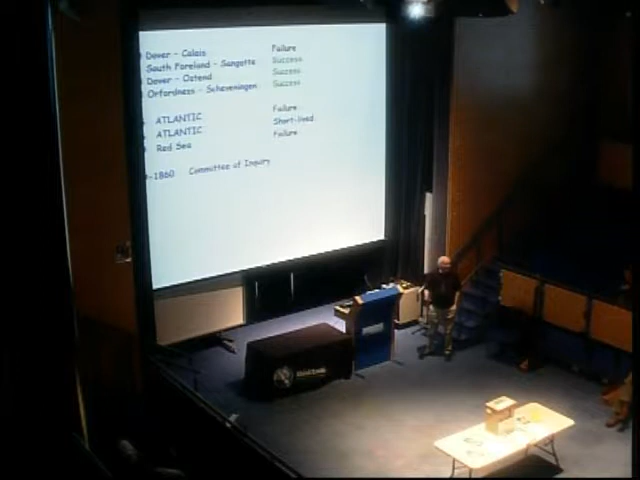 Dover - Calais Failure
South Foreland - Sangatte Success
Dover - Ostend Success
Orfordness - Scheveningen Success
ATLANTIC Failure
ATLANTIC Short-lived
Red Sea Failure
-1860 Committee of Inquiry